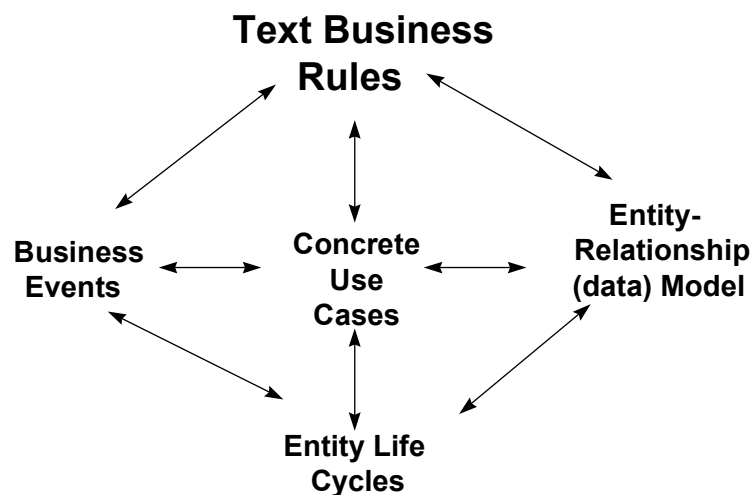 Text Business
Rules
Business
Events
Concrete
Use
Cases
Entity-
Relationship
(data) Model
Entity Life
Cycles